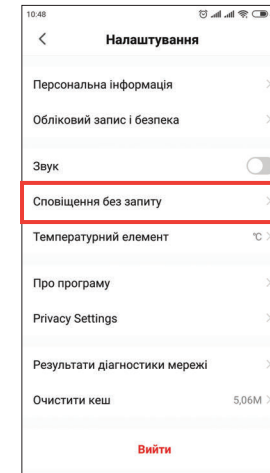 10:48
Налаштування
Персональна інформація
Обліковий запис і безпека
Звук
Сповіщення без запиту
Температурний елемент °C
Про програму
Privacy Settings
Результати діагностики мережі
Очистити кеш 5,06M
Вийти